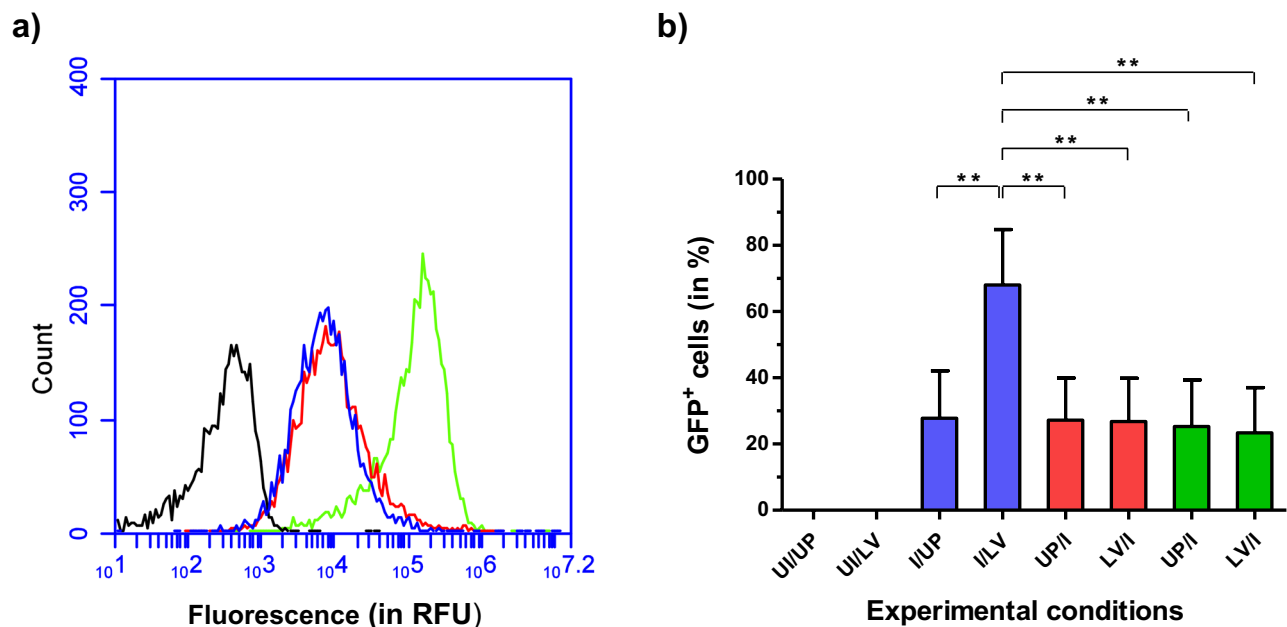 a)
400
300
200
100
0
Count
10^1 10^2 10^3 10^4 10^5 10^6 10^7.2
Fluorescence (in RFU)
b)
**
**
**
** **
100
80
60
40
20
0
GFP+ cells (in %)
UI/UP UI/LV I/UP I/LV UP/I LV/I UP/I LV/I
Experimental conditions